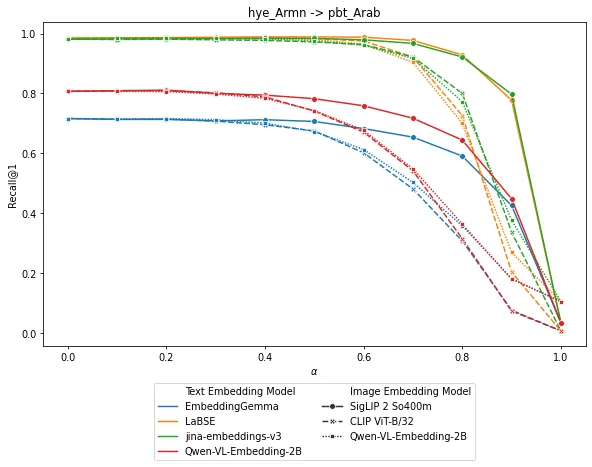 hye_Armn -> pbt_Arab
Recall@1
1.0
0.8
0.6
0.4
0.2
0.0
0.0 0.2 0.4 0.6 0.8 1.0
α
Text Embedding Model
EmbeddingGemma
LaBSE
jina-embeddings-v3
Qwen-VL-Embedding-2B
Image Embedding Model
SigLIP 2 So400m
CLIP ViT-B/32
Qwen-VL-Embedding-2B